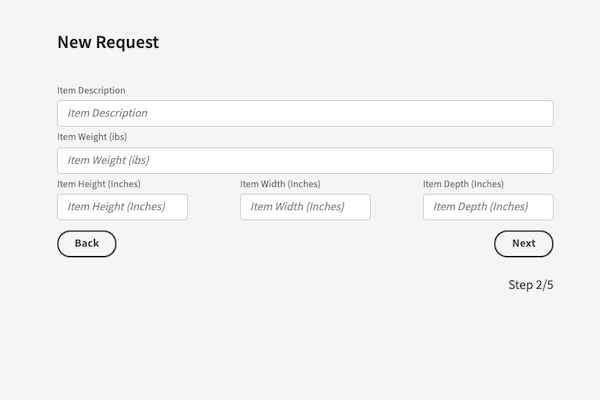 New Request
Item Description
Item Description
Item Weight (ibs)
Item Weight (ibs)
Item Height (Inches) Item Width (Inches) Item Depth (Inches)
Item Height (Inches) Item Width (Inches) Item Depth (Inches)
Back Next
Step 2/5